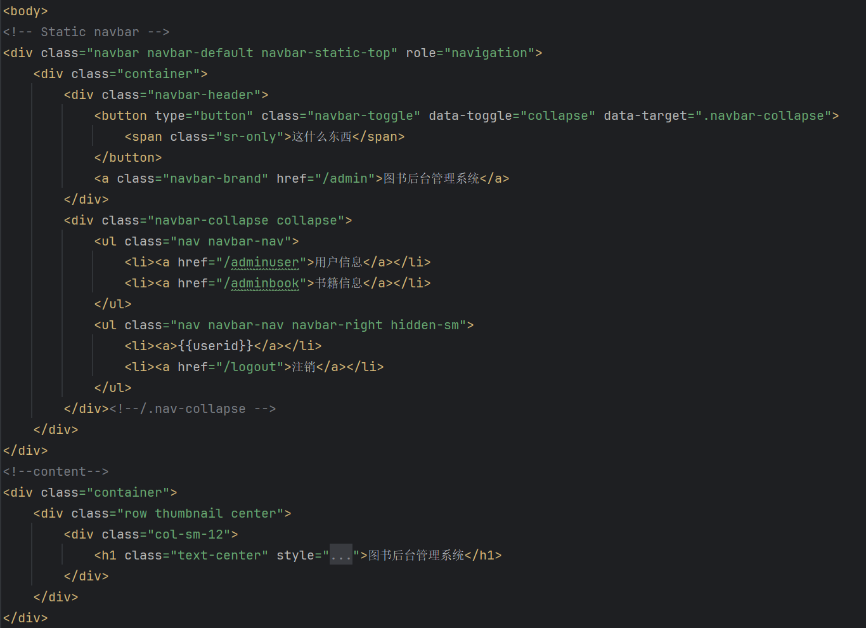 <body>
<!-- Static navbar -->
<div class="navbar navbar-default navbar-static-top" role="navigation">
    <div class="container">
        <div class="navbar-header">
            <button type="button" class="navbar-toggle" data-toggle="collapse" data-target=".navbar-collapse">
                <span class="sr-only">这什么东西</span>
            </button>
            <a class="navbar-brand" href="/admin">图书后台管理系统</a>
        </div>
        <div class="navbar-collapse collapse">
            <ul class="nav navbar-nav">
                <li><a href="/adminuser">用户信息</a></li>
                <li><a href="/adminbook">书籍信息</a></li>
            </ul>
            <ul class="nav navbar-nav navbar-right hidden-sm">
                <li><a>{{userid}}</a></li>
                <li><a href="/logout">注销</a></li>
            </ul>
        </div><!--/.nav-collapse -->
    </div>
</div>
<!--content-->
<div class="container">
    <div class="row thumbnail center">
        <div class="col-sm-12">
            <h1 class="text-center" style="...">图书后台管理系统</h1>
        </div>
    </div>
</div>